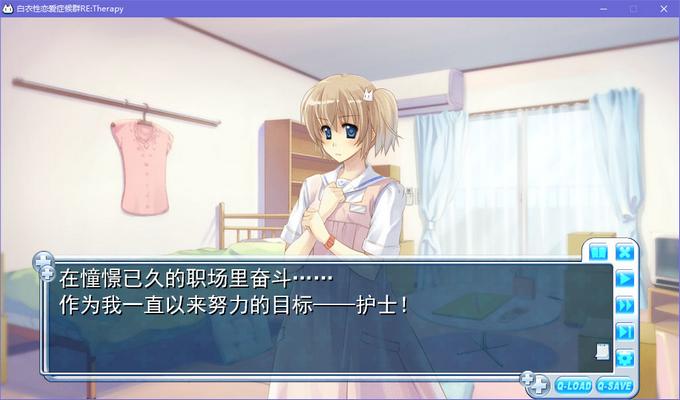 白衣性恋爱症候群RE:Therapy
在憧憬已久的职场里奋斗……
作为我一直以来努力的目标——护士！
Q-LOAD Q-SAVE